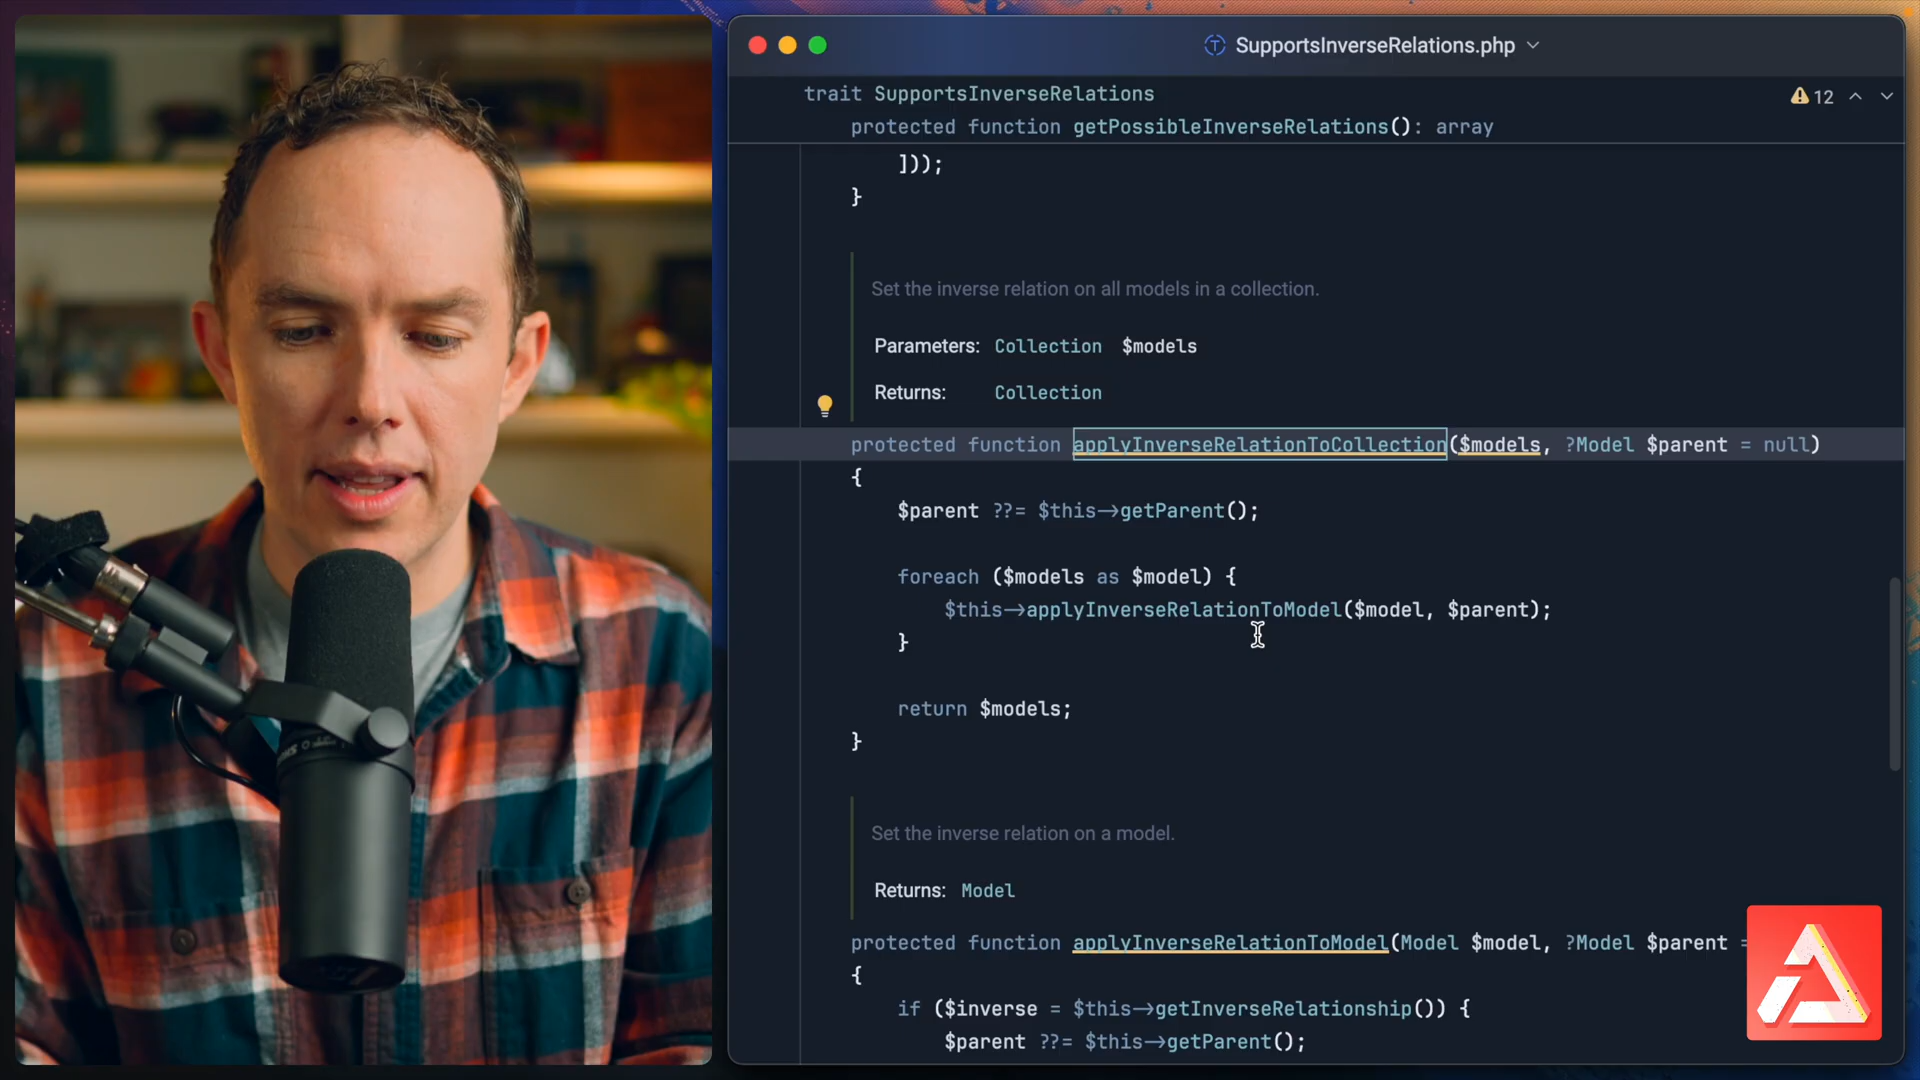 SupportsInverseRelations.php
trait SupportsInverseRelations
12
protected function getPossibleInverseRelations(): array
]));
}
Set the inverse relation on all models in a collection.
Parameters: Collection $models
Returns: Collection
protected function applyInverseRelationToCollection($models, ?Model $parent = null)
{
$parent ??= $this->getParent();
foreach ($models as $model) {
$this->applyInverseRelationToModel($model, $parent);
}
return $models;
}
Set the inverse relation on a model.
Returns: Model
protected function applyInverseRelationToModel(Model $model, ?Model $parent =
{
if ($inverse = $this->getInverseRelationship()) {
$parent ??= $this->getParent();